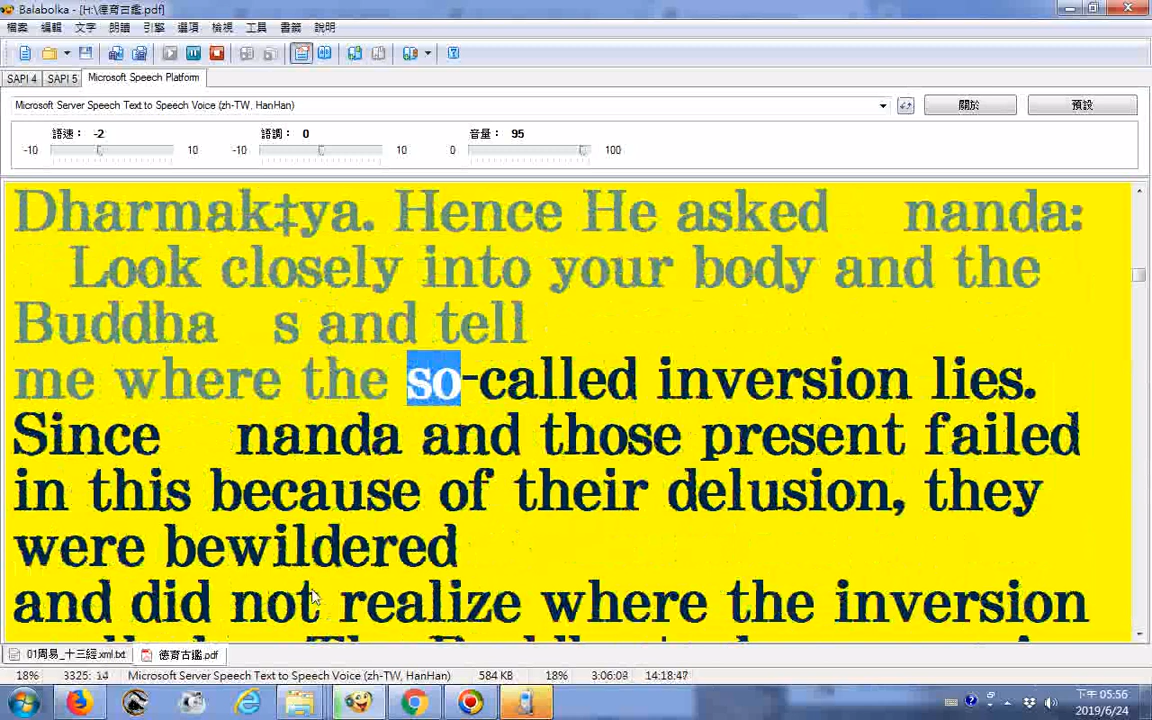 Balabolka - [H:\德育古鑑.pdf]
檔案 編輯 文字 朗讀 引擎 選項 檢視 工具 書籤 說明
SAPI 4 SAPI 5 Microsoft Speech Platform
Microsoft Server Speech Text to Speech Voice (zh-TW, HanHan) 關於 預設
語速： -2 語調： 0 音量： 95
-10 10 -10 10 0 100
Dharmak‡ya. Hence He asked nanda:
Look closely into your body and the
Buddha s and tell
me where the so-called inversion lies.
Since nanda and those present failed
in this because of their delusion, they
were bewildered
and did not realize where the inversion
01周易_十三經.xml.txt 德育古鑑.pdf
18% 3325: 14 Microsoft Server Speech Text to Speech Voice (zh-TW, HanHan) 584 KB 18% 3:06:03 14:18:47
下午 05:56
2019/6/24